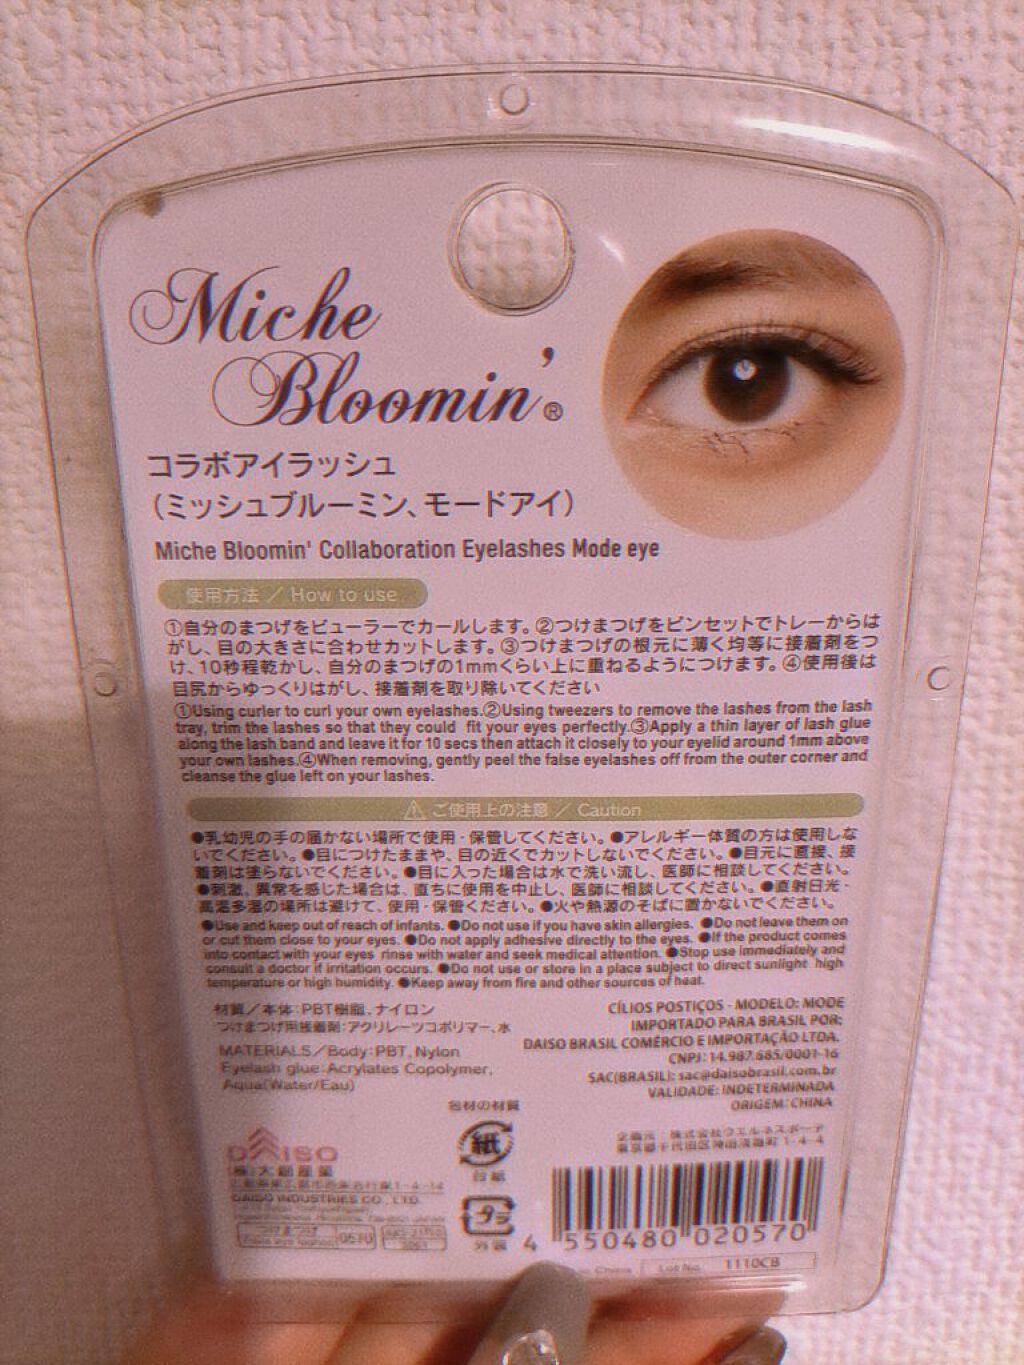 Miche
Bloomin'®
コラボアイラッシュ
（ミッシュブルーミン、モードアイ）
Miche Bloomin' Collaboration Eyelashes Mode eye
使用方法 ／ How to use
①自分のまつげをビューラーでカールします。②つけまつげをピンセットでトレーからは
がし、目の大きさに合わせカットします。③つけまつげの根元に薄く均等に接着剤をつ
け、10秒程乾かし、自分のまつげの1mmくらい上に重ねるようにつけます。④使用後は
目尻からゆっくりはがし、接着剤を取り除いてください
①Using curler to curl your own eyelashes.②Using tweezers to remove the lashes from the lash
tray, trim the lashes so that they could fit your eyes perfectly.③Apply a thin layer of lash glue
along the lash band and leave it for 10 secs then attach it closely to your eyelid around 1mm above
your own lashes.④When removing, gently peel the false eyelashes off from the outer corner and
cleanse the glue left on your lashes.
⚠ ご使用上の注意 ／ Caution
●乳幼児の手の届かない場所で使用・保管してください。●アレルギー体質の方は使用しな
いでください。●目につけたままや、目の近くでカットしないでください。●目元に直接、接
着剤は塗らないでください。●目に入った場合は水で洗い流し、医師に相談してください。
●刺激、異常を感じた場合は、直ちに使用を中止し、医師に相談してください。●直射日光・
高温多湿の場所は避けて、使用・保管ください。●火や熱源のそばに置かないでください。
●Use and keep out of reach of infants. ●Do not use if you have skin allergies. ●Do not leave them on
or cut them close to your eyes. ●Do not apply adhesive directly to the eyes. ●If the product comes
into contact with your eyes rinse with water and seek medical attention. ●Stop use immediately and
consult a doctor if irritation occurs. ●Do not use or store in a place subject to direct sunlight high
temperature or high humidity. ●Keep away from fire and other sources of heat.
材質／本体：PBT樹脂、ナイロン
つけまつげ用接着剤：アクリレーツコポリマー、水
MATERIALS／Body：PBT, Nylon
Eyelash glue：Acrylates Copolymer,
Aqua(Water/Eau)
CÍLIOS POSTIÇOS - MODELO: MODE
IMPORTADO PARA BRASIL POR:
DAISO BRASIL COMÉRCIO E IMPORTAÇÃO LTDA.
CNPJ: 14.987.685/0001-16
SAC(BRASIL): sac@daisobrasil.com.br
VALIDADE: INDETERMINADA
ORIGEM: CHINA
包材の材質
紙
台紙
プラ
外装
DAISO
(株)大創産業
DAISO INDUSTRIES CO., LTD.
企画元 株式会社ウエルネスポーテ
4 550480 020570
China
Lot No. 1110CB